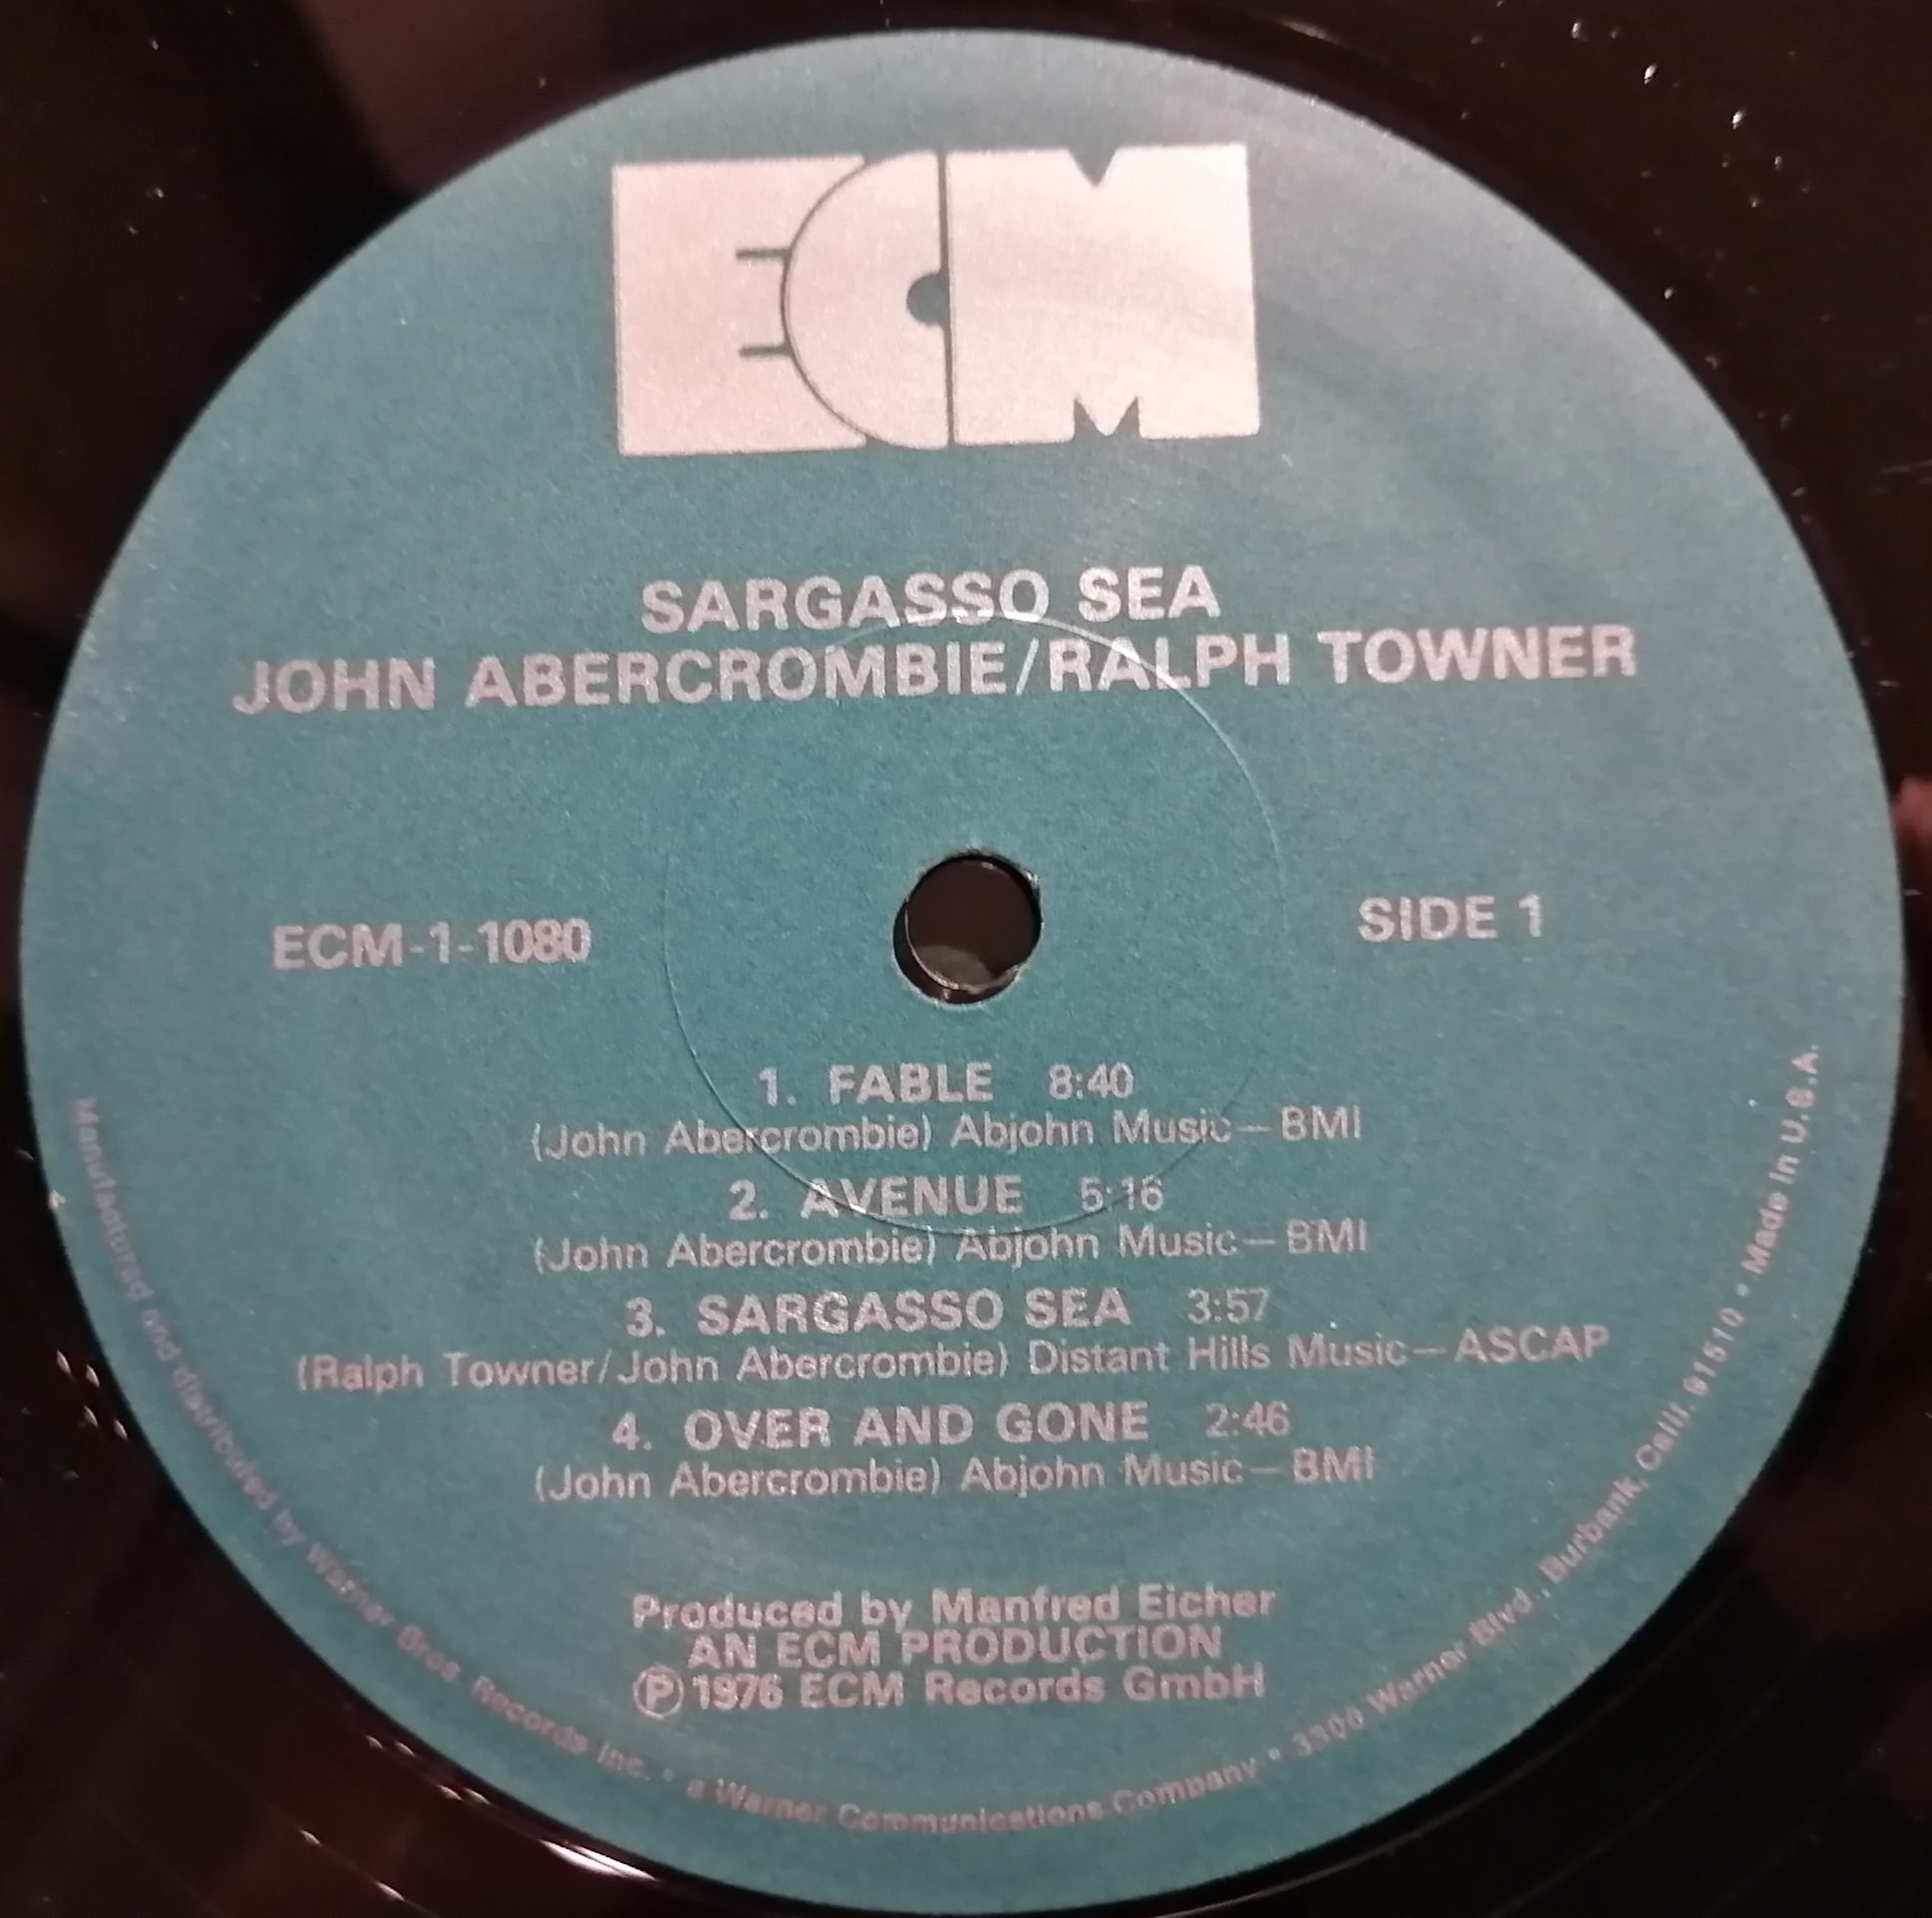 ECM
SARGASSO SEA
JOHN ABERCROMBIE/RALPH TOWNER
ECM-1-1080
SIDE 1
1. FABLE 8:40
(John Abercrombie) Abjohn Music—BMI
2. AVENUE 5:16
(John Abercrombie) Abjohn Music—BMI
3. SARGASSO SEA 3:57
(Ralph Towner/John Abercrombie) Distant Hills Music—ASCAP
4. OVER AND GONE 2:46
(John Abercrombie) Abjohn Music—BMI
Produced by Manfred Eicher
AN ECM PRODUCTION
Ⓟ 1976 ECM Records GmbH
Manufactured and distributed by Warner Bros. Records Inc. • a Warner Communications Company • 3300 Warner Blvd., Burbank, Calif. 91510 • Made in U.S.A.